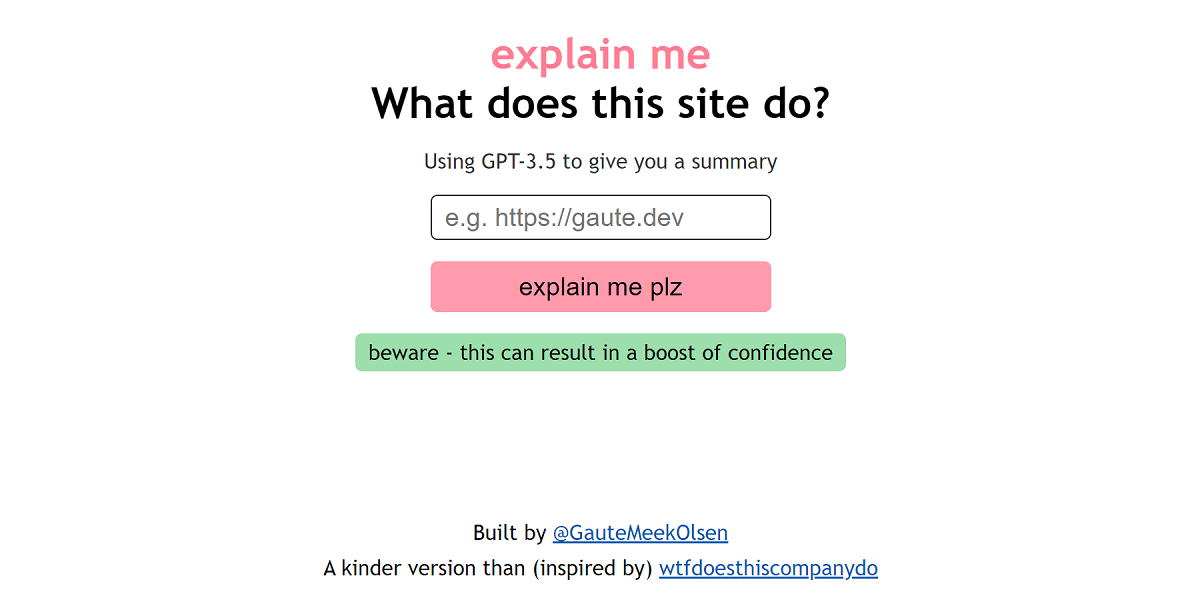 explain me
What does this site do?
Using GPT-3.5 to give you a summary
e.g. https://gaute.dev
explain me plz
beware - this can result in a boost of confidence
Built by @GauteMeekOlsen
A kinder version than (inspired by) wtfdoesthiscompanydo